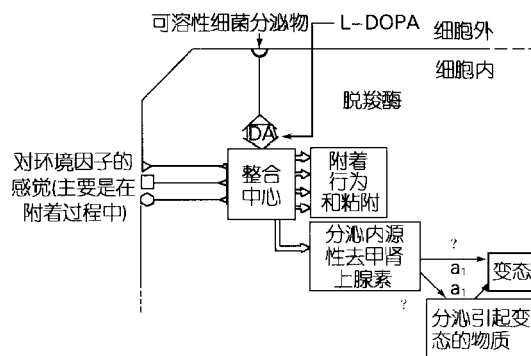 可溶性细菌分泌物
L-DOPA
细胞外
细胞内
脱羧酶
DA
对环境因子的
感觉(主要是在
附着过程中)
整合
中心
附着
行为
和粘附
分沁内源
性去甲肾
上腺素
?
a1
a1
?
变态
分沁引起变
态的物质